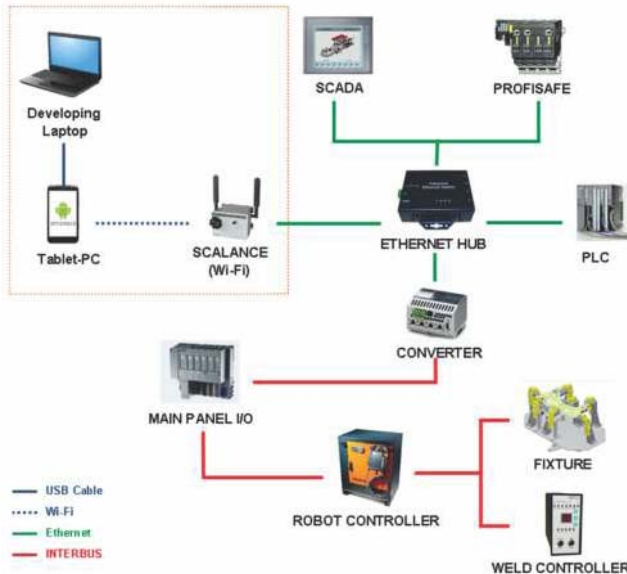 SCADA
PROFISAFE
Developing
Laptop
Tablet-PC
SCALANCE
(Wi-Fi)
ETHERNET HUB
PLC
CONVERTER
MAIN PANEL I/O
FIXTURE
ROBOT CONTROLLER
WELD CONTROLLER
USB Cable
Wi-Fi
Ethernet
INTERBUS